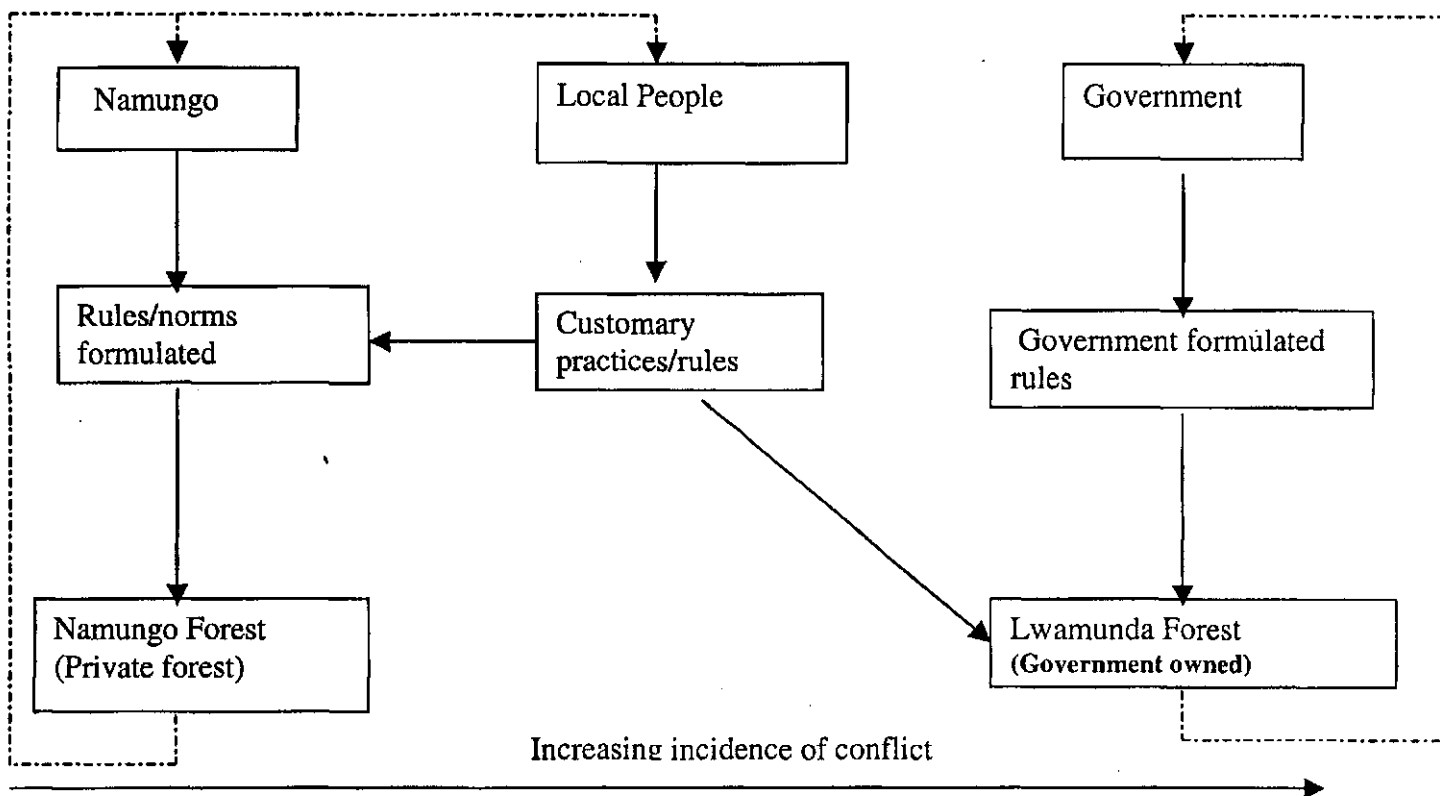 Namungo
Local People
Government
Rules/norms
formulated
Customary
practices/rules
Government formulated
rules
Namungo Forest
(Private forest)
Lwamunda Forest
(Government owned)
Increasing incidence of conflict